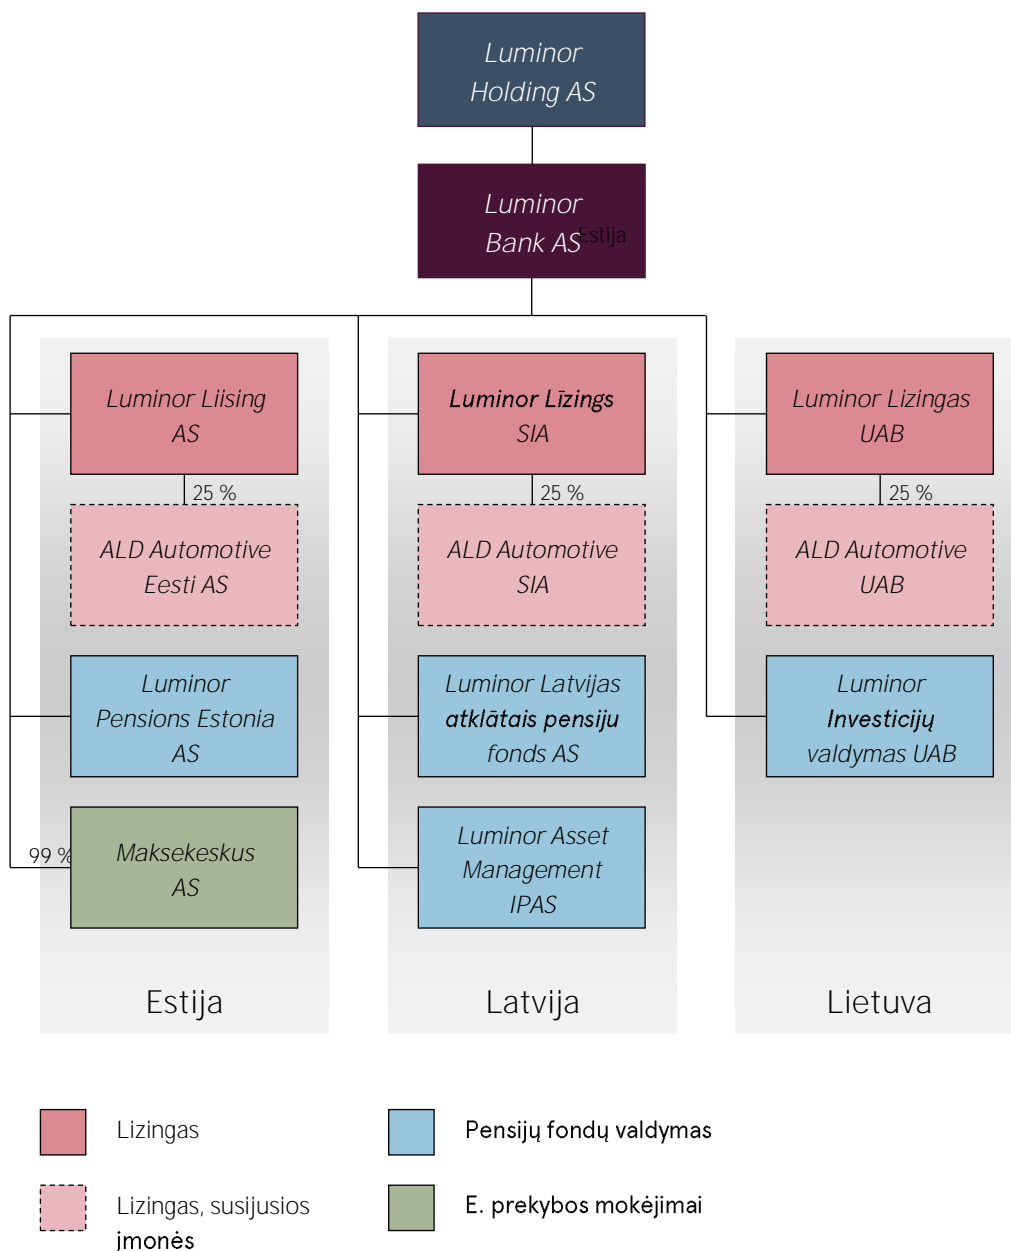 Luminor
Holding AS
Luminor
Bank AS
Estija
Luminor Liising
AS
25 %
ALD Automotive
Eesti AS
Luminor
Pensions Estonia
AS
99 %
Maksekeskus
AS
Estija
Luminor Līzings
SIA
25 %
ALD Automotive
SIA
Luminor Latvijas
atklātais pensiju
fonds AS
Luminor Asset
Management
IPAS
Latvija
Luminor Lizingas
UAB
25 %
ALD Automotive
UAB
Luminor
Investicijų
valdymas UAB
Lietuva
Lizingas
Lizingas, susijusios
įmonės
Pensijų fondų valdymas
E. prekybos mokėjimai